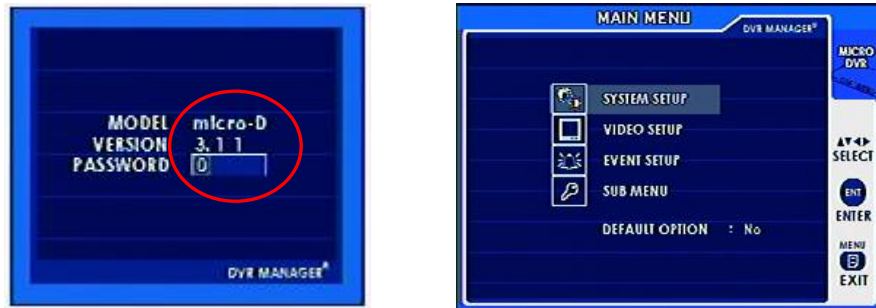 MODEL micro-D
VERSION 3.1 1
PASSWORD 0
DVR MANAGER®
MAIN MENU
DVR MANAGER®
MICRO
DVR
SYSTEM SETUP
VIDEO SETUP
EVENT SETUP
SUB MENU
DEFAULT OPTION : No
▲▼◄►
SELECT
ENT
ENTER
MENU
EXIT